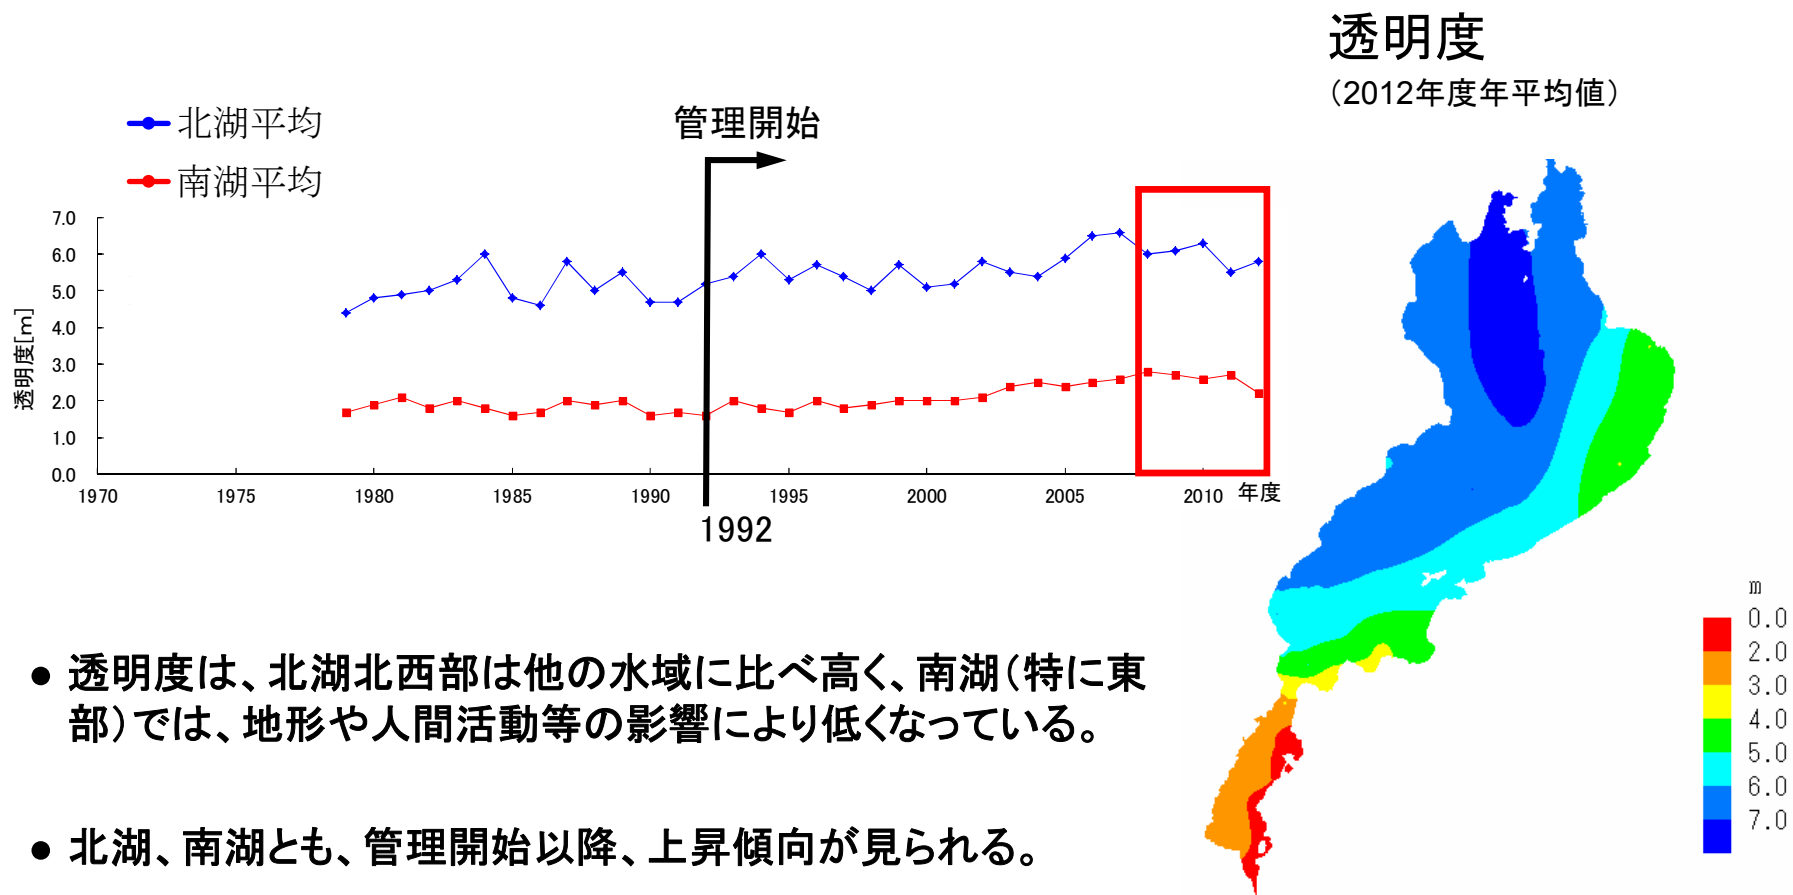 透明度
（2012年度年平均値）
北湖平均
南湖平均
管理開始
透明度[m]
7.0
6.0
5.0
4.0
3.0
2.0
1.0
0.0
1970
1975
1980
1985
1990
1995
2000
2005
2010
年度
1992
● 透明度は、北湖北西部は他の水域に比べ高く、南湖（特に東
部）では、地形や人間活動等の影響により低くなっている。
● 北湖、南湖とも、管理開始以降、上昇傾向が見られる。
m
0.0
2.0
3.0
4.0
5.0
6.0
7.0